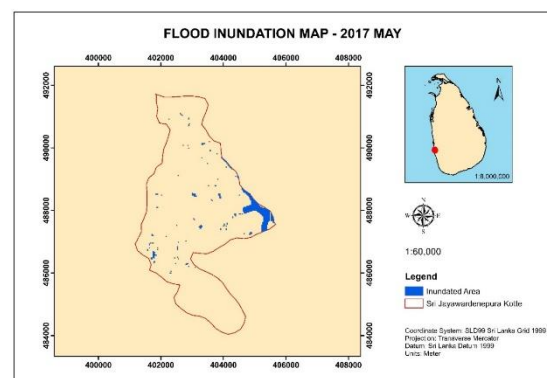 FLOOD INUNDATION MAP - 2017 MAY
400000 402000 404000 406000 408000
492000
490000
488000
486000
484000
492000
490000
488000
486000
484000
400000 402000 404000 406000 408000
N
1:8,000,000
N
W E
S
1:60,000
Legend
Inundated Area
Sri Jayawardenepura Kotte
Coordinate System: SLD99 Sri Lanka Grid 1999
Projection: Transverse Mercator
Datum: Sri Lanka Datum 1999
Units: Meter